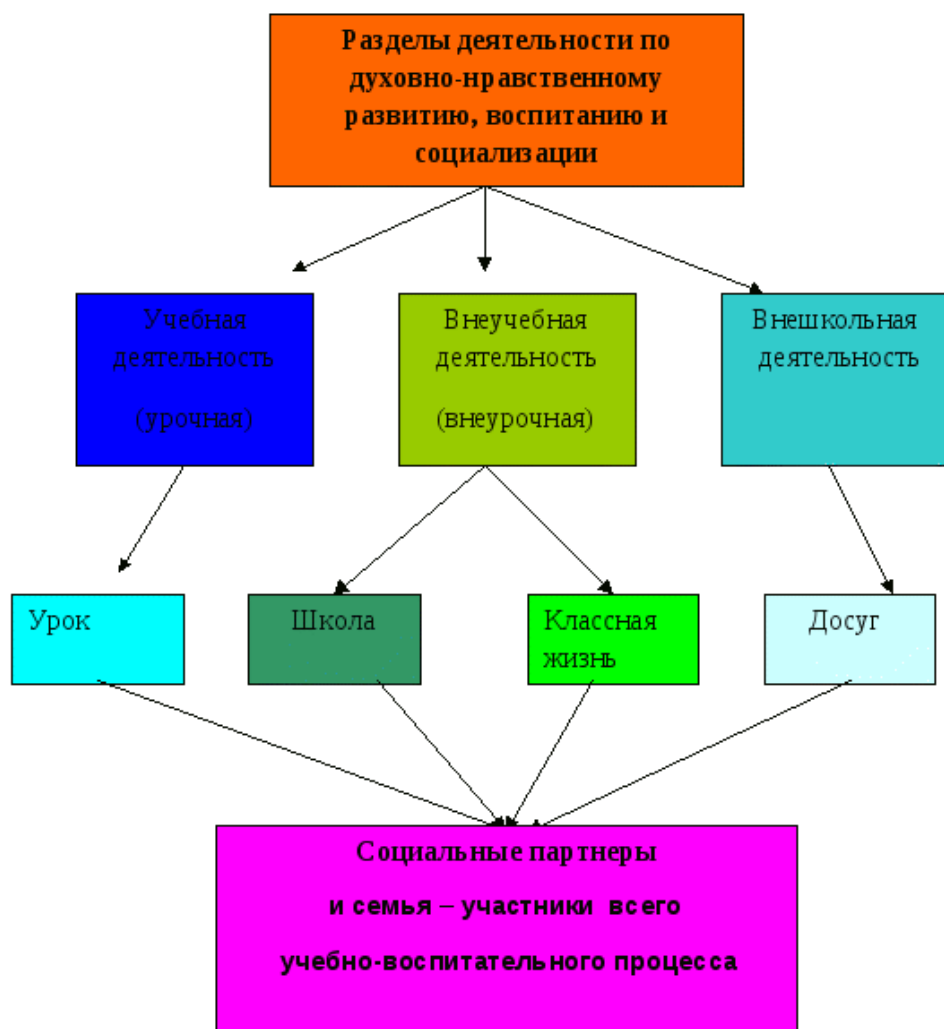 Разделы деятельности по
духовно-нравственному
развитию, воспитанию и
социализации
Учебная
деятельность
(урочная)
Внеучебная
деятельность
(внеурочная)
Внешкольная
деятельность
Урок
Школа
Классная
жизнь
Досуг
Социальные партнеры
и семья – участники всего
учебно-воспитательного процесса